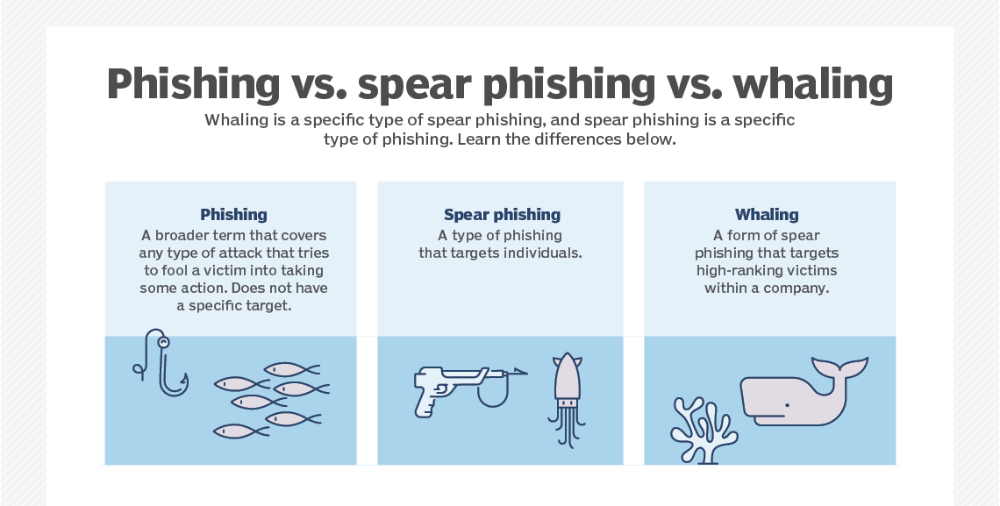 Phishing vs. spear phishing vs. whaling
Whaling is a specific type of spear phishing, and spear phishing is a specific
type of phishing. Learn the differences below.
Phishing
A broader term that covers
any type of attack that tries
to fool a victim into taking
some action. Does not have
a specific target.
Spear phishing
A type of phishing
that targets individuals.
Whaling
A form of spear
phishing that targets
high-ranking victims
within a company.